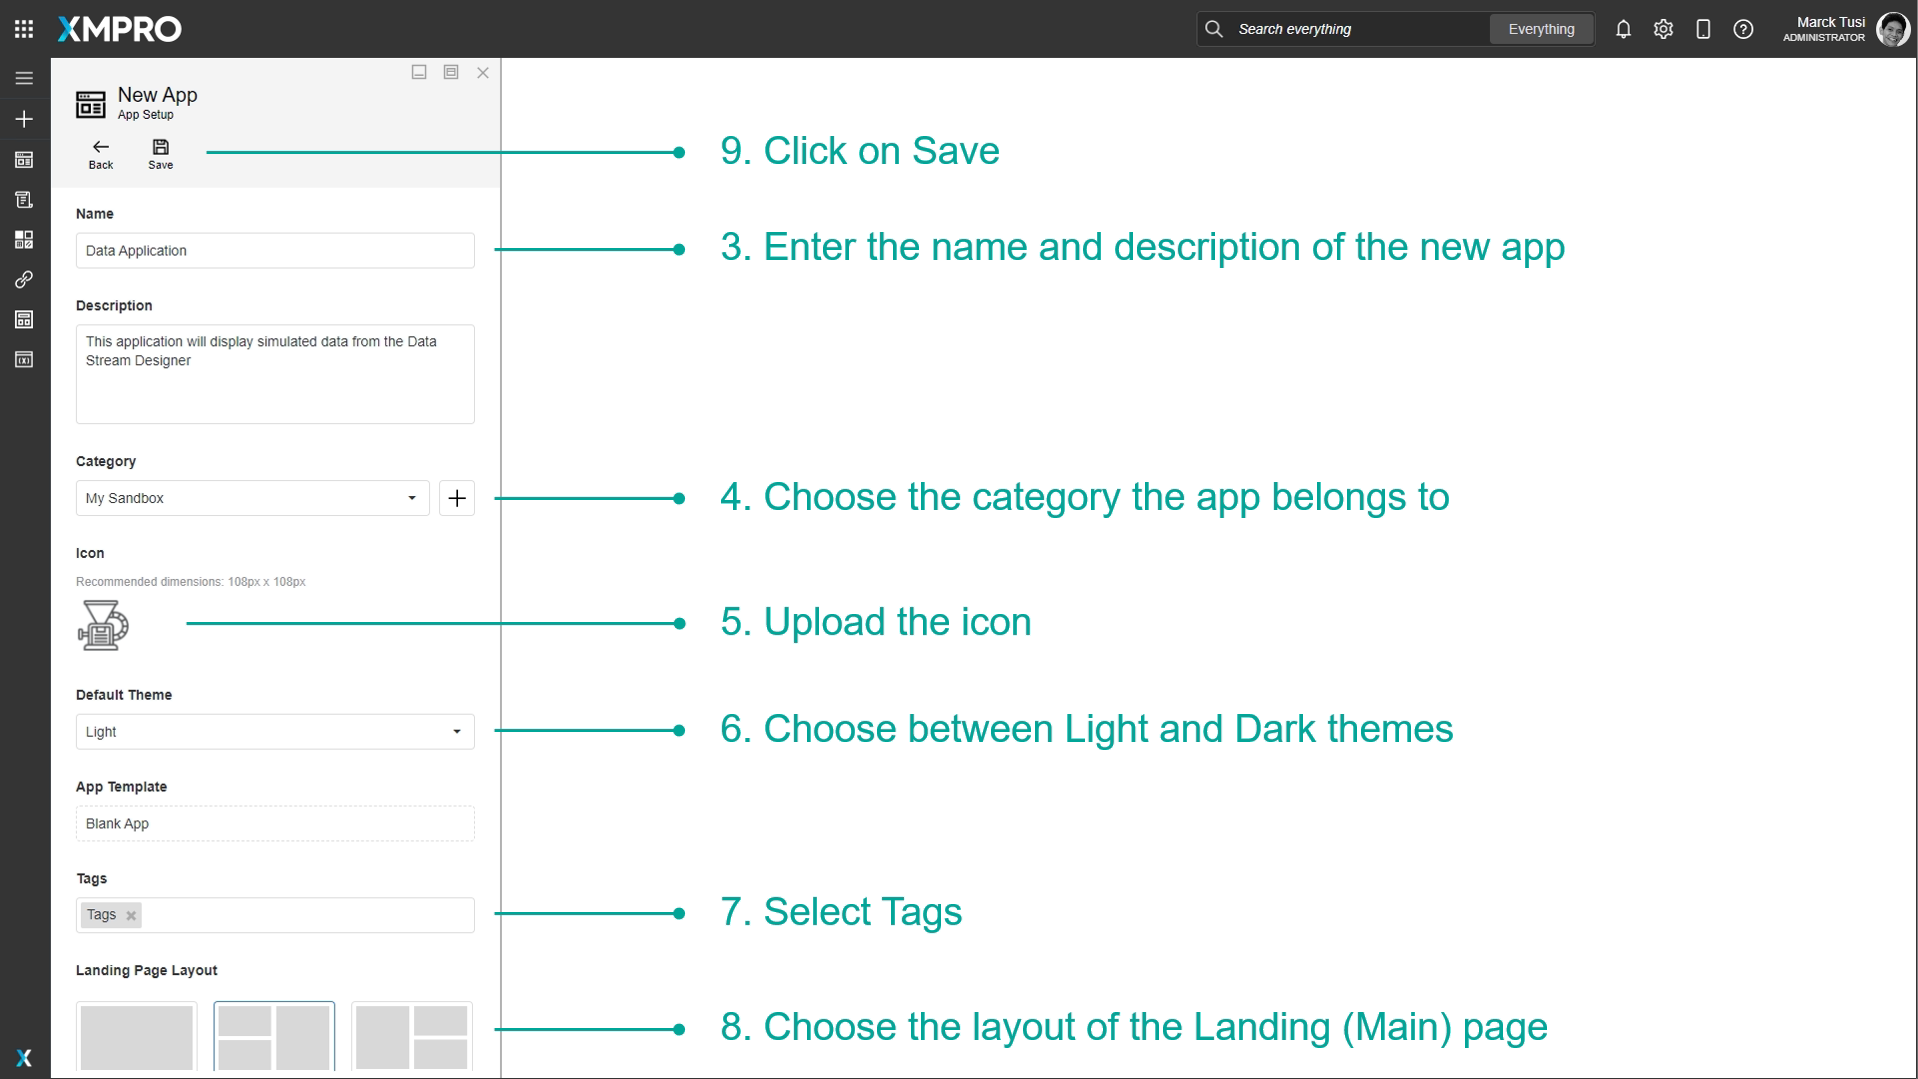 XMPRO
Search everything
Everything
Marck Tusi
ADMINISTRATOR
New App
App Setup
Back
Save
9. Click on Save
Name
Data Application
3. Enter the name and description of the new app
Description
This application will display simulated data from the Data
Stream Designer
Category
My Sandbox
4. Choose the category the app belongs to
Icon
Recommended dimensions: 108px x 108px
5. Upload the icon
Default Theme
Light
6. Choose between Light and Dark themes
App Template
Blank App
Tags
Tags
7. Select Tags
Landing Page Layout
8. Choose the layout of the Landing (Main) page